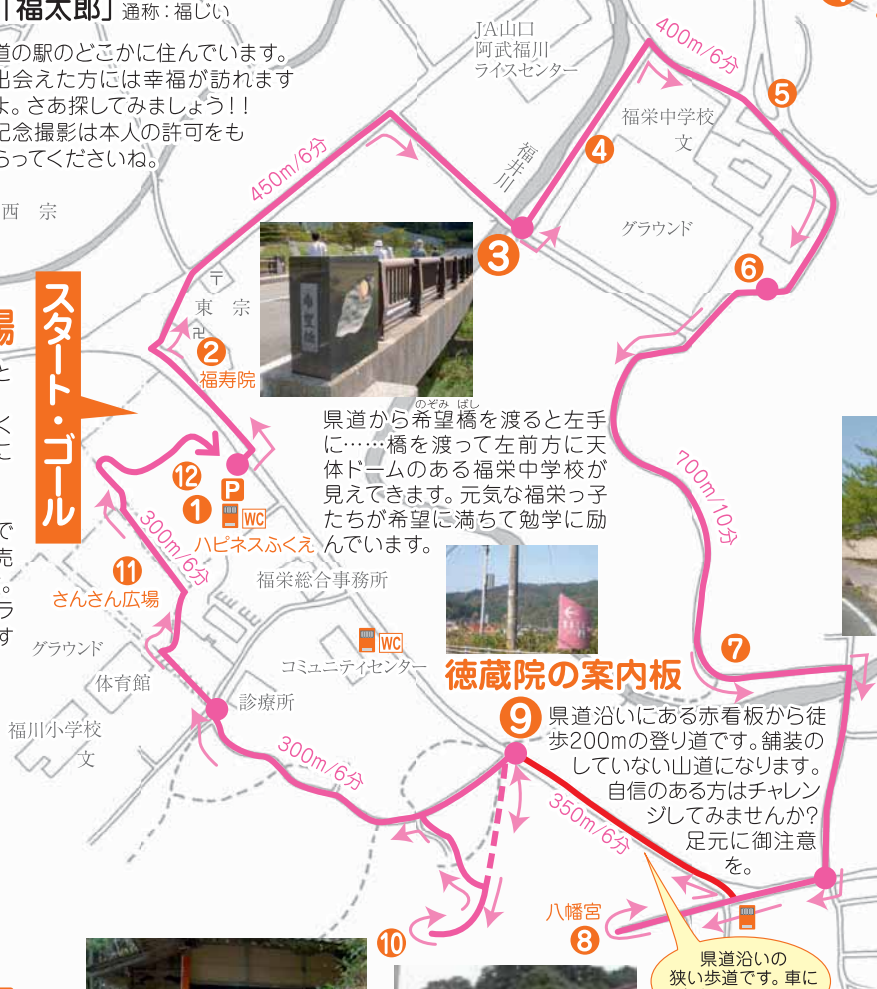 「福太郎」通称：福じい
道の駅のどこかに住んでいます。
出会えた方には幸福が訪れます
よ。さあ探してみましょう!!
記念撮影は本人の許可をも
らってくださいね。
JA山口
阿武福川
ライスセンター
400m/6分
5
福栄中学校
文
4
福井川
450m/6分
グラウンド
3
6
西 宗
〒
東 宗
卍
2
福寿院
希望橋
スタート・ゴール
場
と
く
に
で
売
。
ラ
す
のぞみ ばし
県道から希望橋を渡ると左手
に……橋を渡って左前方に天
体ドームのある福栄中学校が
見えてきます。元気な福栄っ子
たちが希望に満ちて勉学に励
んでいます。
12
P
1
WC
ハピネスふくえ
300m/6分
11
さんさん広場
福栄総合事務所
700m/10分
グラウンド
体育館
福川小学校
文
WC
コミュニティセンター
診療所
7
徳蔵院の案内板
9
県道沿いにある赤看板から徒
歩200mの登り道です。舗装の
していない山道になります。
自信のある方はチャレン
ジしてみませんか?
足元に御注意
を。
300m/6分
350m/6分
八幡宮
8
10
県道沿いの
狭い歩道です。車に